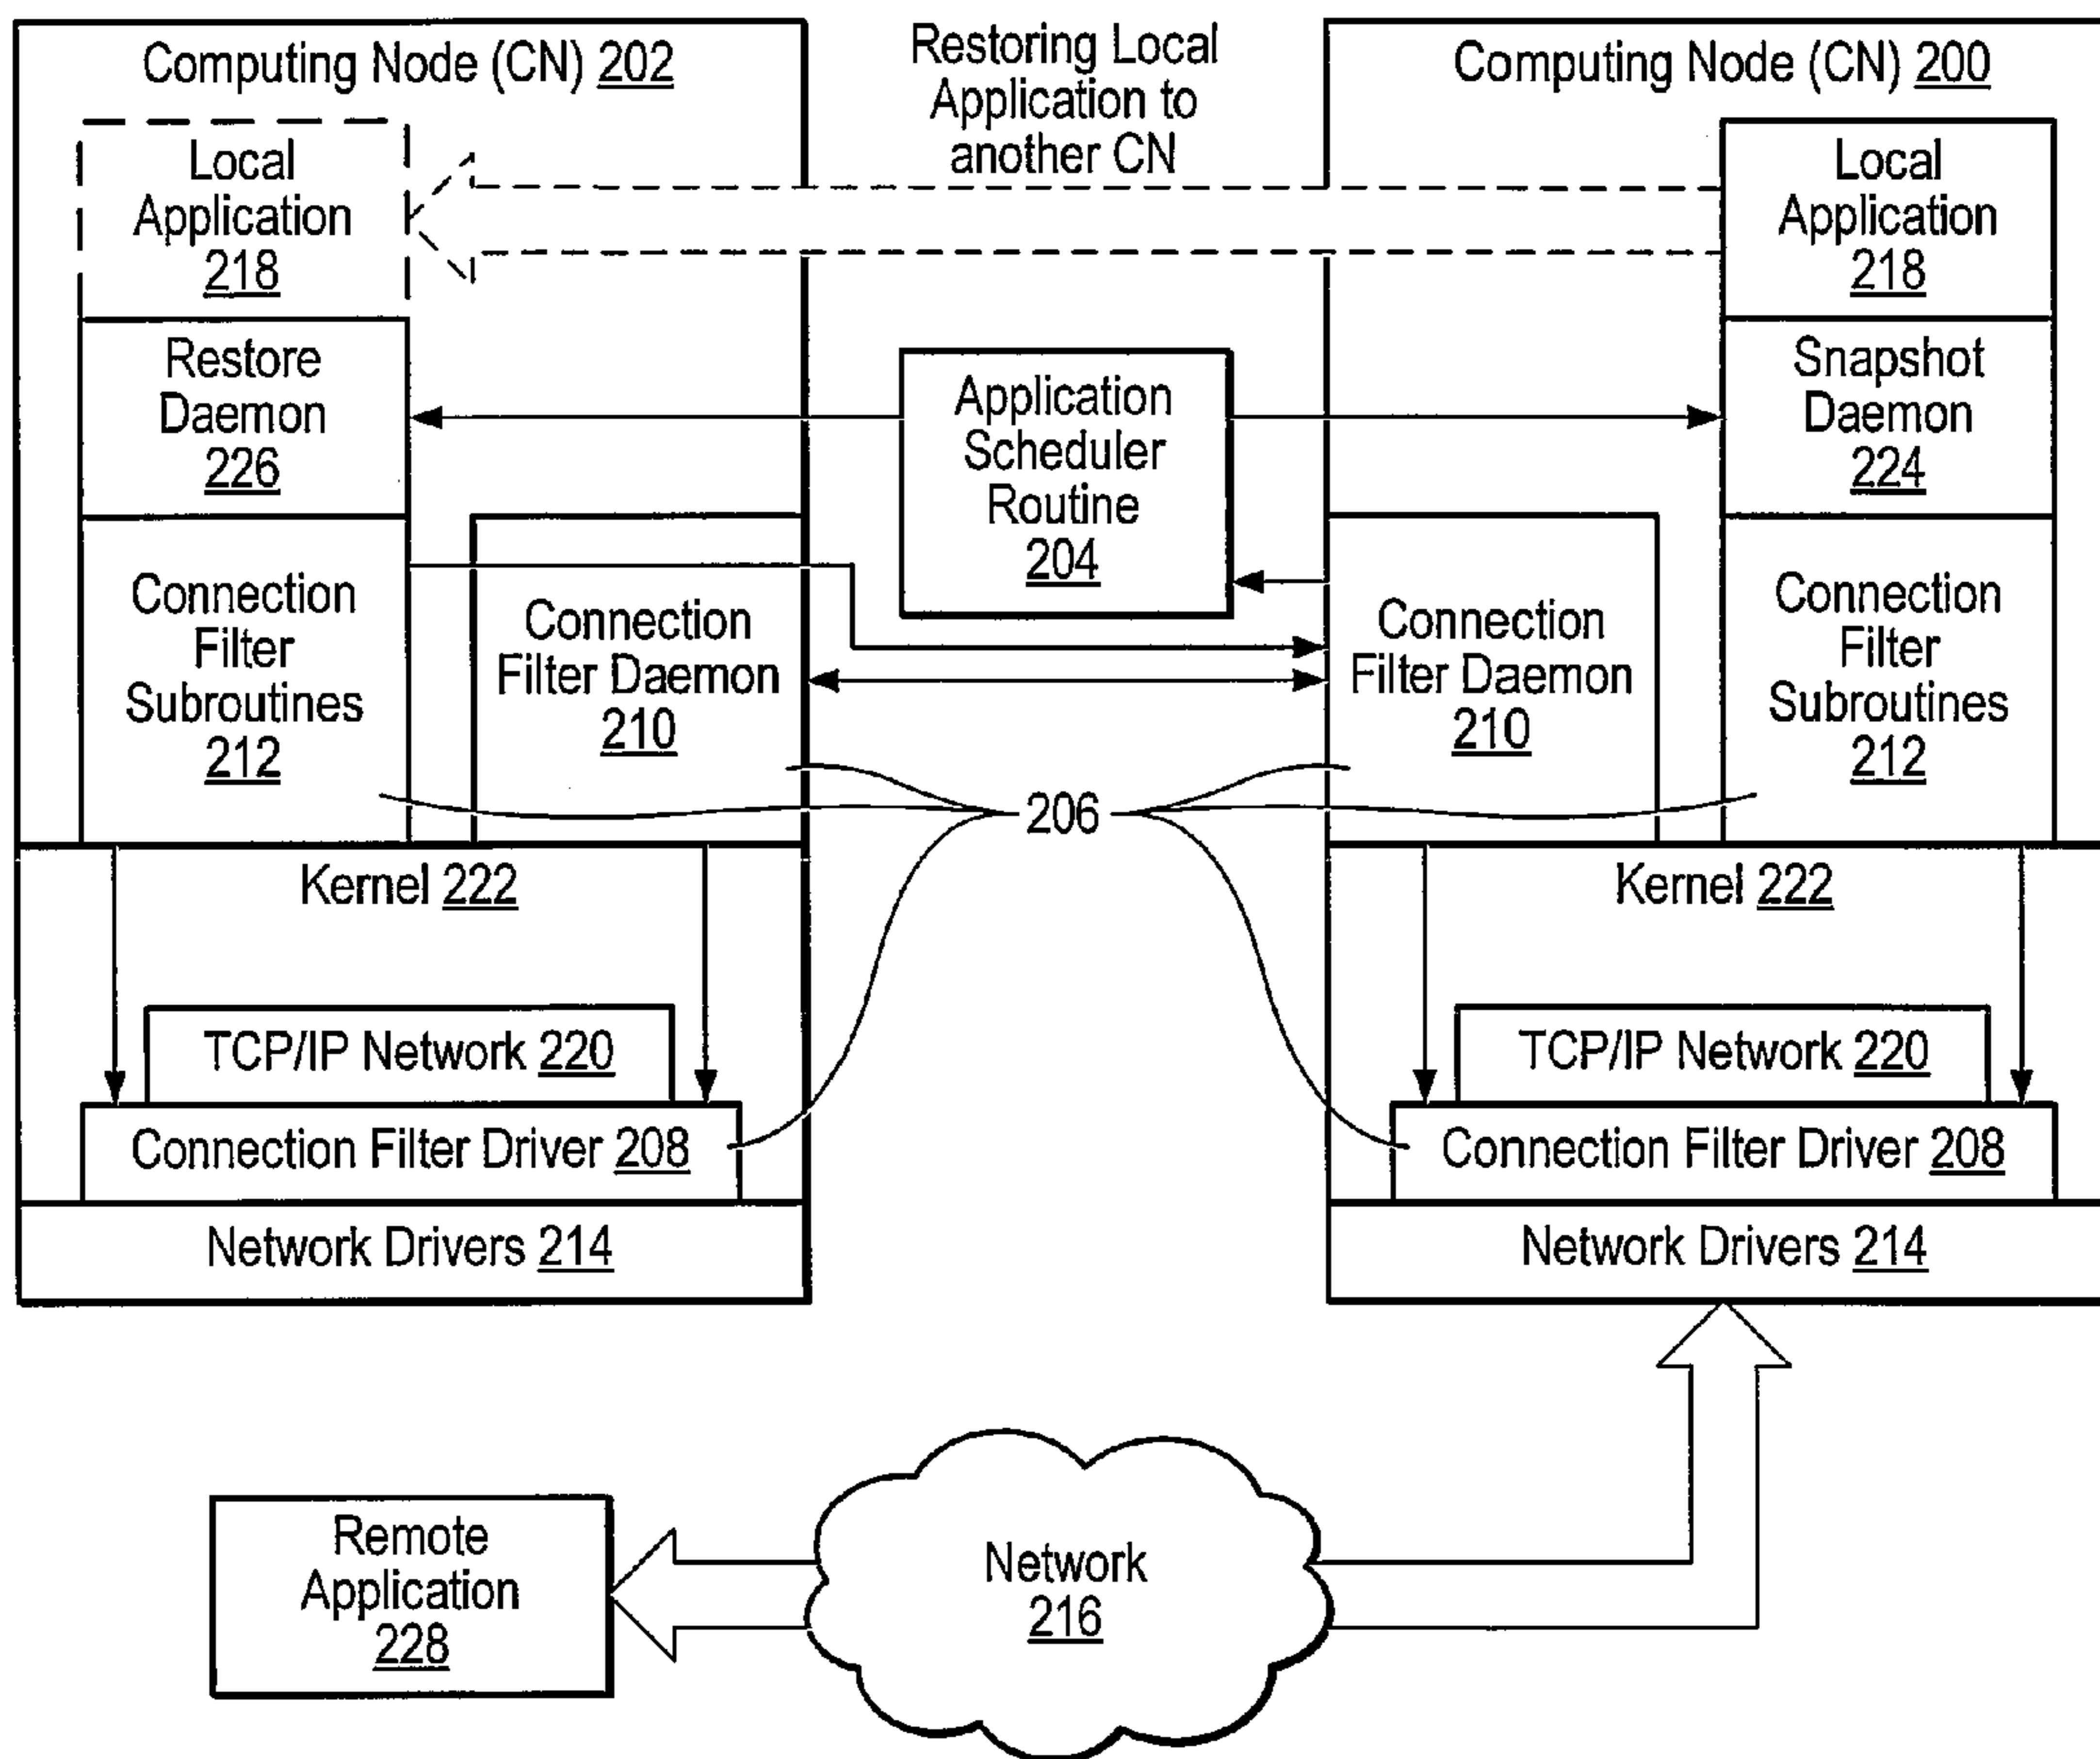 Computing Node (CN) 202
Local
Application
218
Restore
Daemon
226
Connection
Filter
Subroutines
212
Connection
Filter Daemon
210
Kernel 222
TCP/IP Network 220
Connection Filter Driver 208
Network Drivers 214
Restoring Local
Application to
another CN
Application
Scheduler
Routine
204
206
Computing Node (CN) 200
Local
Application
218
Snapshot
Daemon
224
Connection
Filter Daemon
210
Connection
Filter
Subroutines
212
Kernel 222
TCP/IP Network 220
Connection Filter Driver 208
Network Drivers 214
Remote
Application
228
Network
216